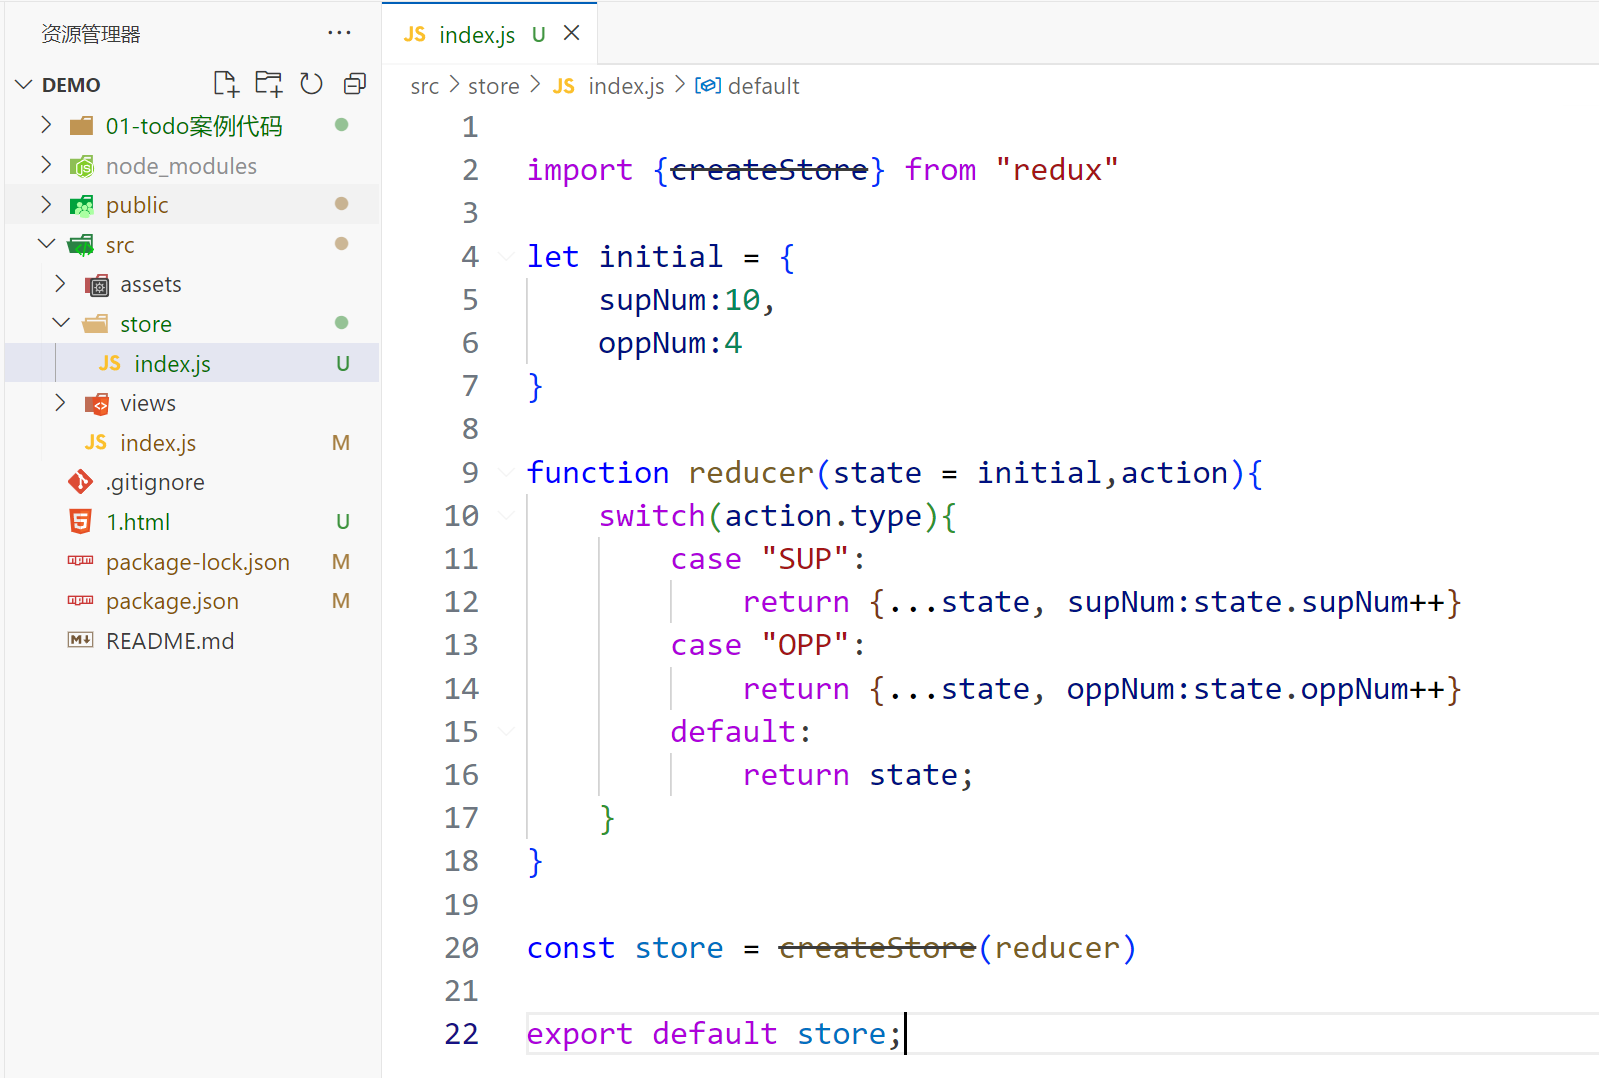 资源管理器 ...
DEMO
01-todo案例代码
node_modules
public
src
assets
store
JS index.js U
views
JS index.js M
.gitignore
1.html U
package-lock.json M
package.json M
README.md
JS index.js U
src > store > JS index.js > default
1
2 import {createStore} from "redux"
3
4 let initial = {
5 supNum:10,
6 oppNum:4
7 }
8
9 function reducer(state = initial,action){
10 switch(action.type){
11 case "SUP":
12 return {...state, supNum:state.supNum++}
13 case "OPP":
14 return {...state, oppNum:state.oppNum++}
15 default:
16 return state;
17 }
18 }
19
20 const store = createStore(reducer)
21
22 export default store;